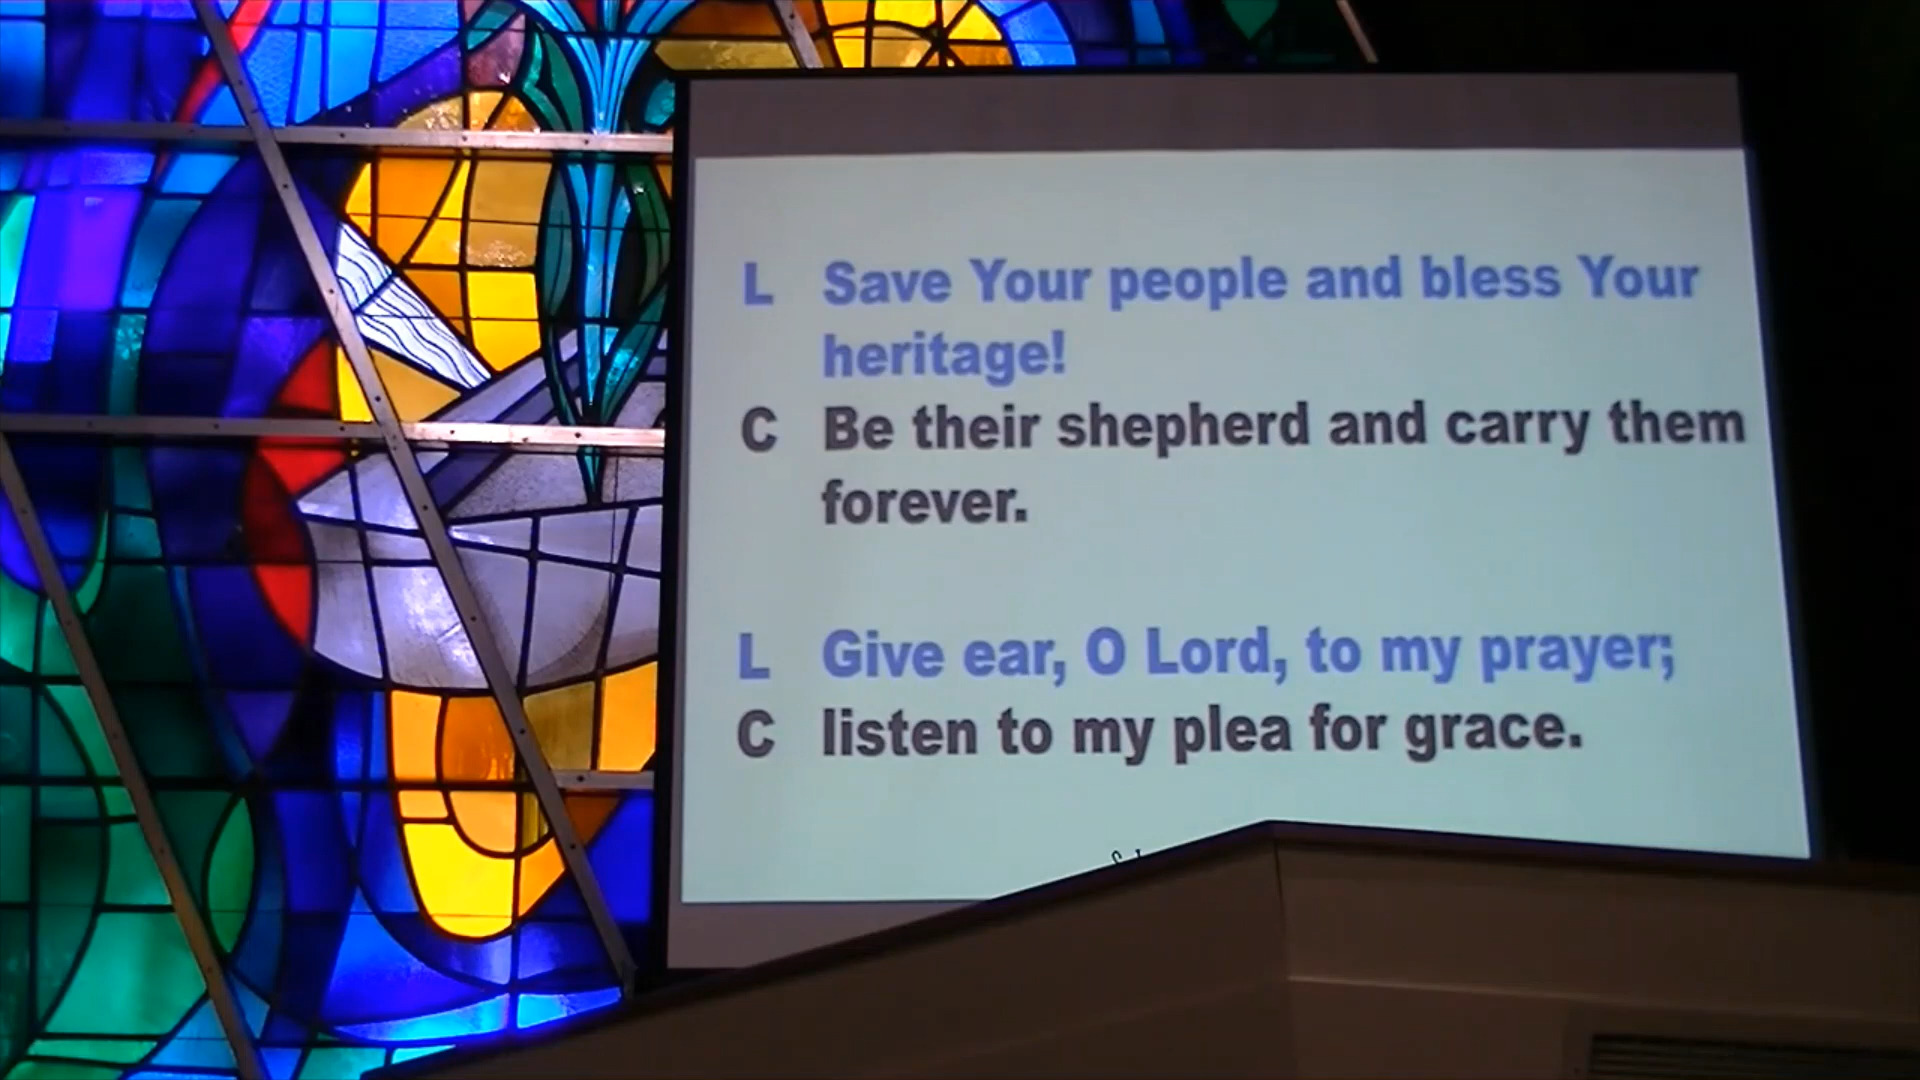 L Save Your people and bless Your
heritage!
C Be their shepherd and carry them
forever.
L Give ear, O Lord, to my prayer;
C listen to my plea for grace.